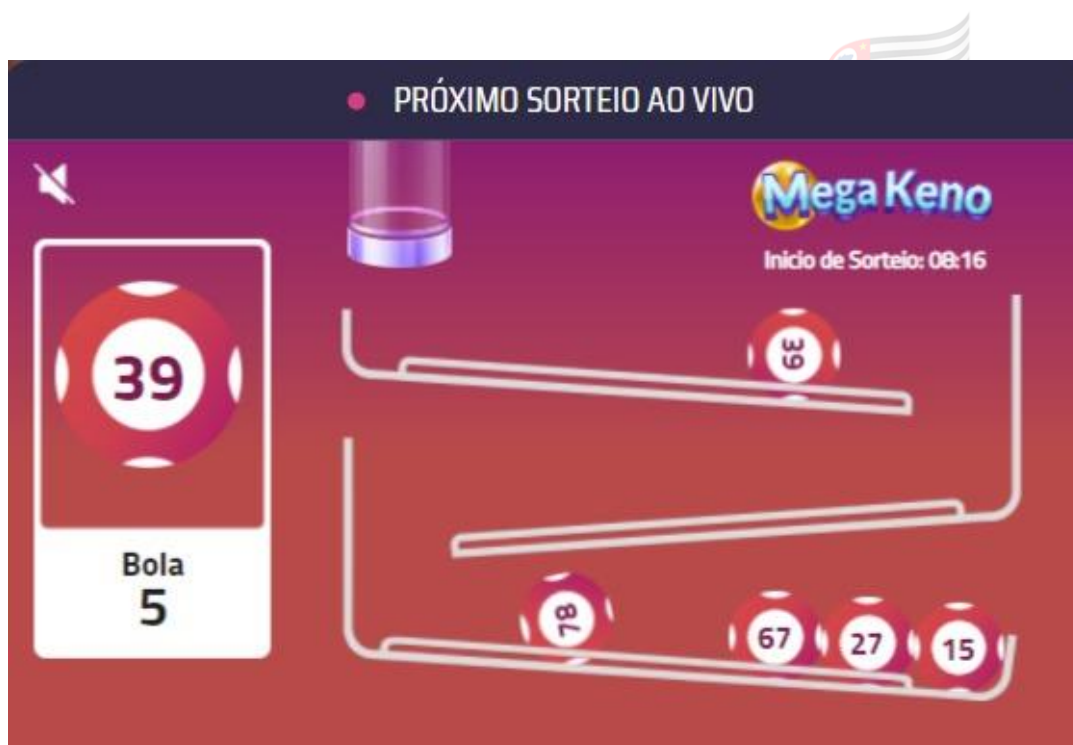 PRÓXIMO SORTEIO AO VIVO
Mega Keno
Inicio de Sorteio: 08:16
39
39
Bola
5
78
67
27
15